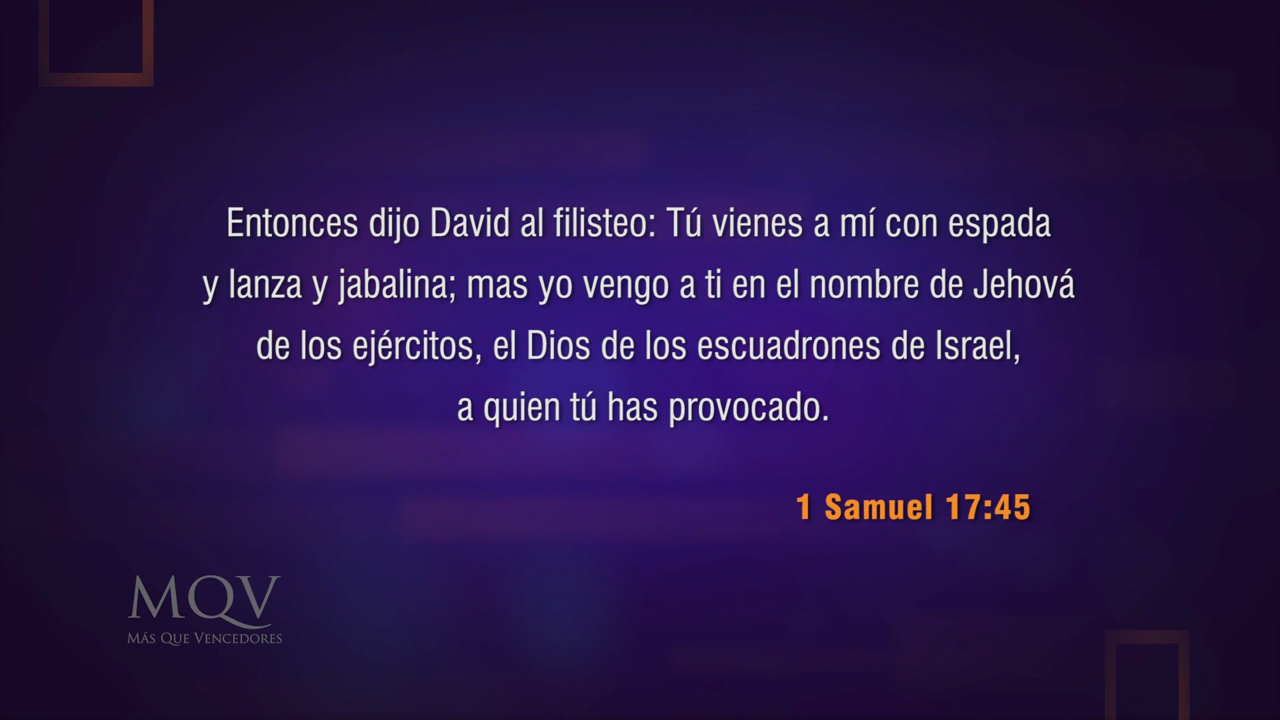 Entonces dijo David al filisteo: Tú vienes a mí con espada
y lanza y jabalina; mas yo vengo a ti en el nombre de Jehová
de los ejércitos, el Dios de los escuadrones de Israel,
a quien tú has provocado.
1 Samuel 17:45
MQV
MÁS QUE VENCEDORES